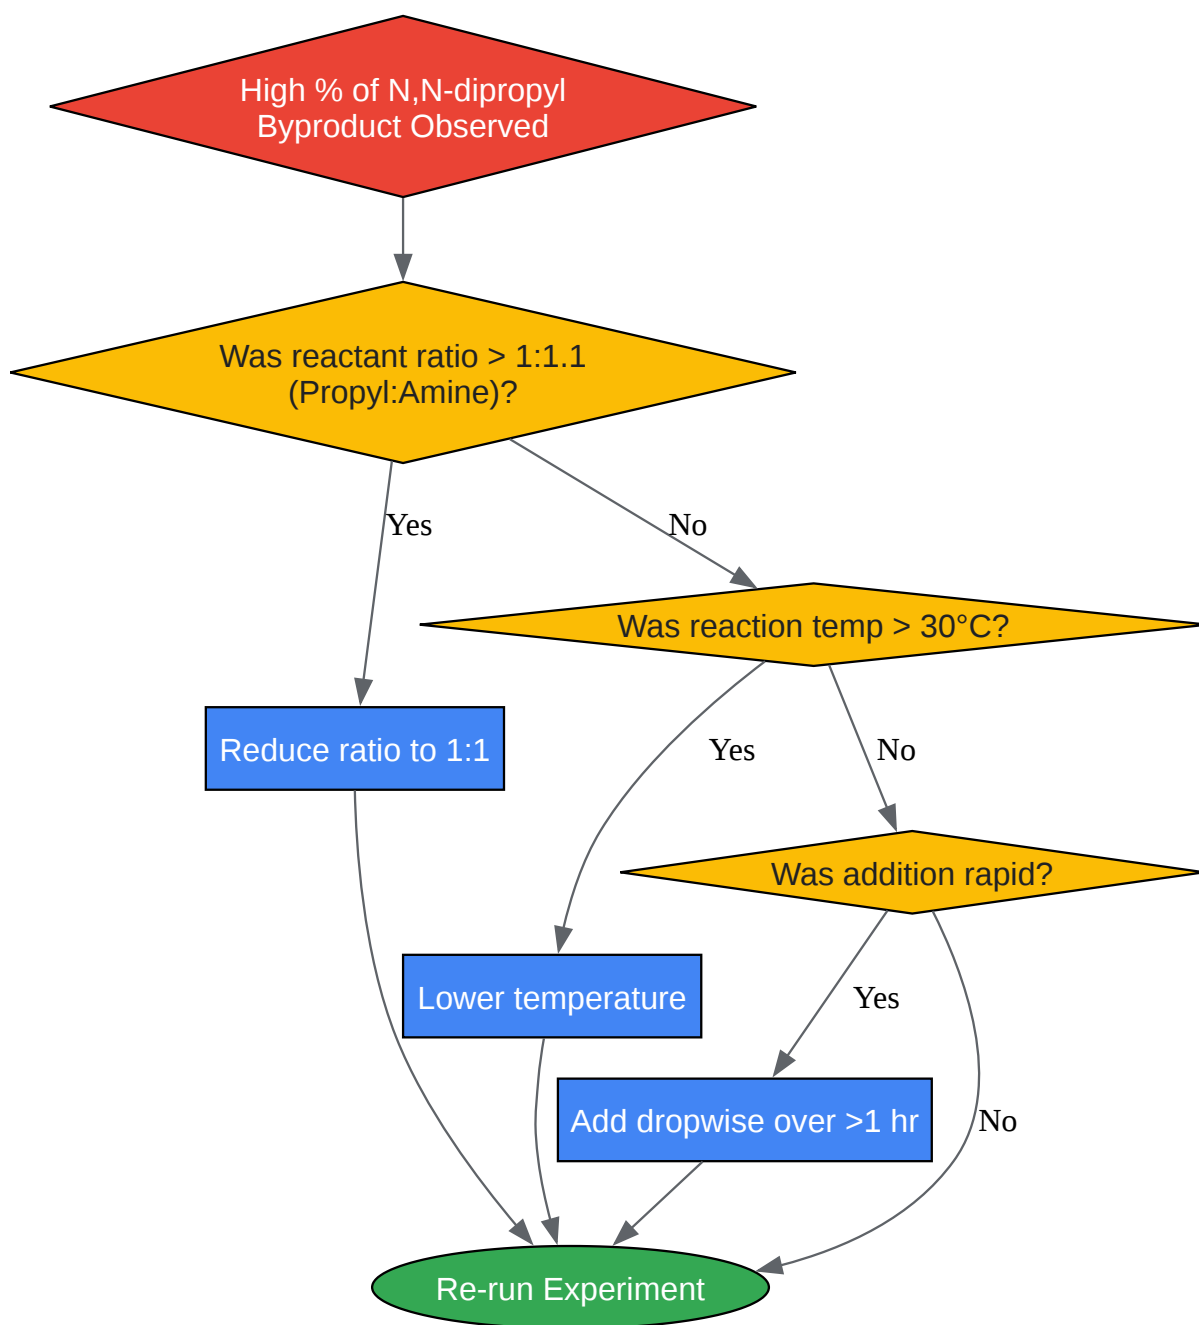 High % of N,N-dipropyl
Byproduct Observed
Was reactant ratio > 1:1.1
(Propyl:Amine)?
Yes
No
Was reaction temp > 30°C?
Reduce ratio to 1:1
Yes
No
Was addition rapid?
Lower temperature
Yes
Add dropwise over >1 hr
No
Re-run Experiment